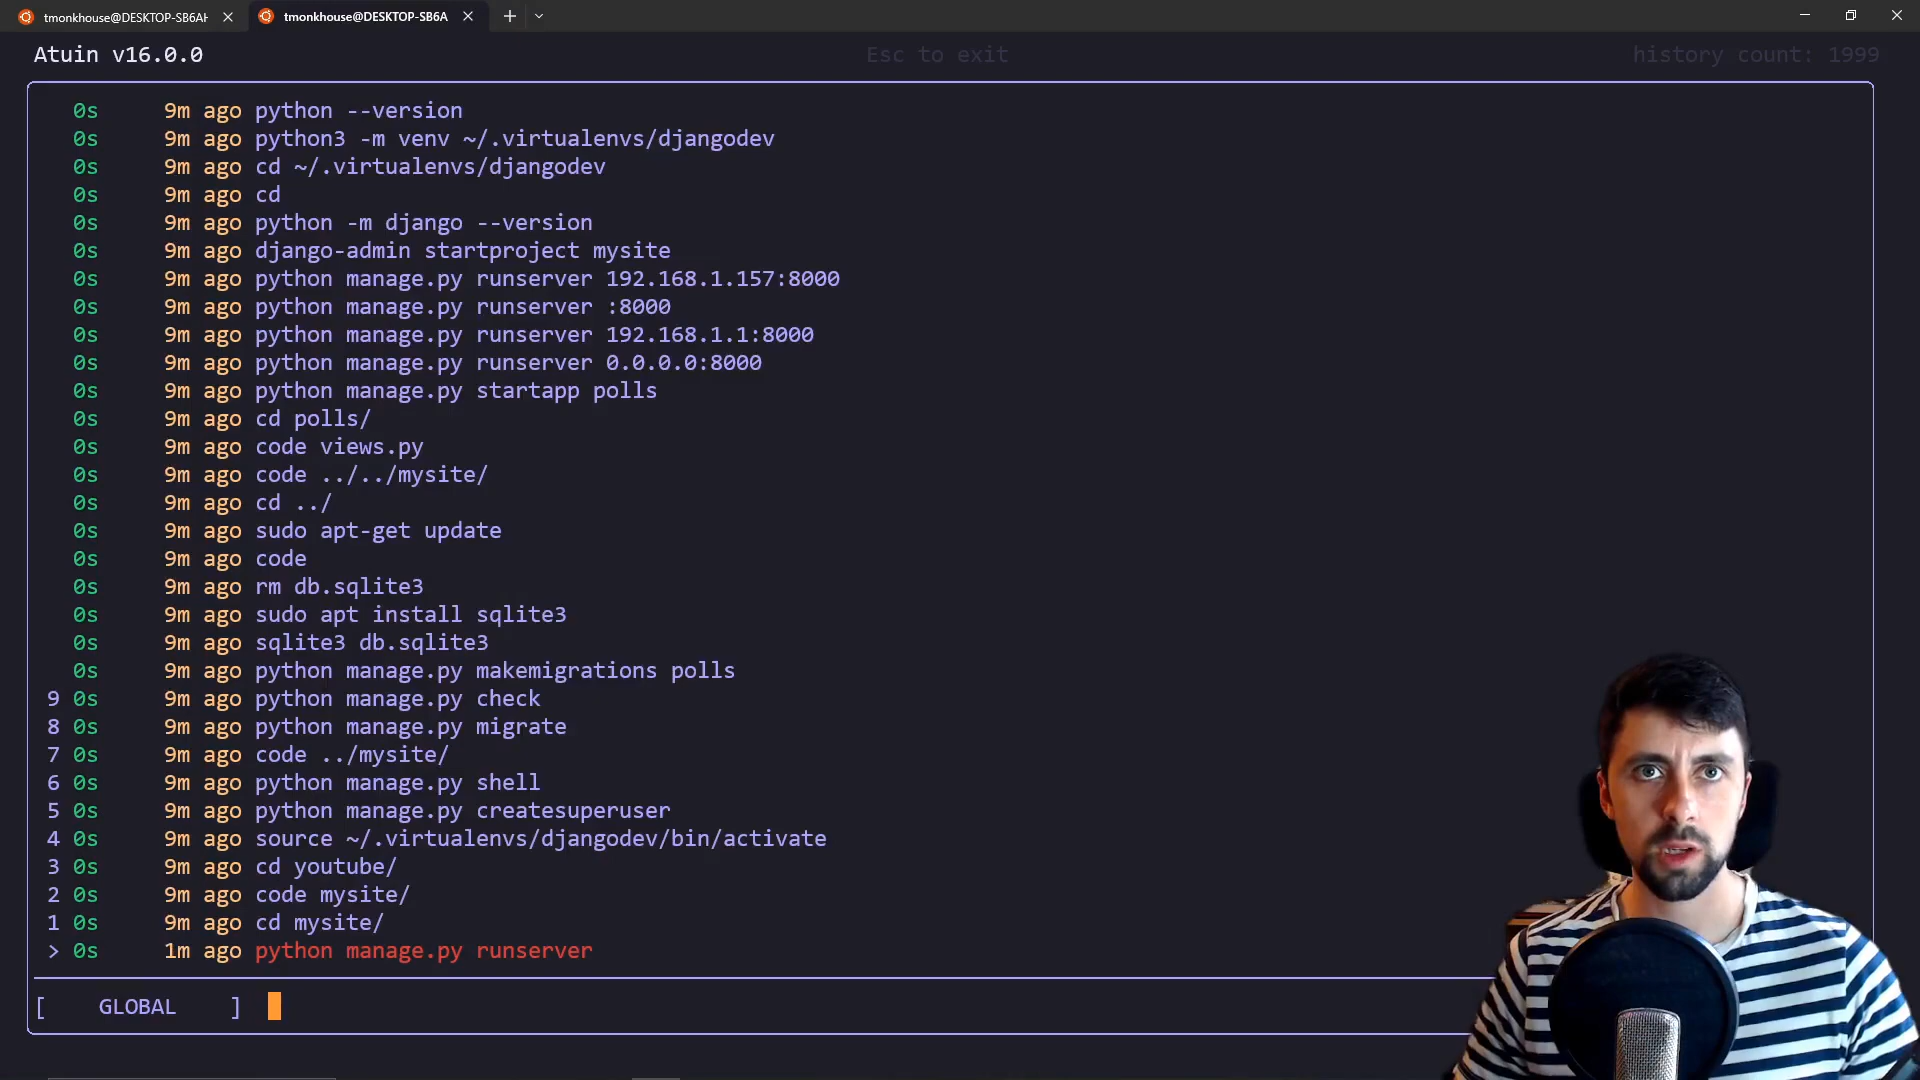 tmonkhouse@DESKTOP-SB6AH
tmonkhouse@DESKTOP-SB6A
Atuin v16.0.0 Esc to exit history count: 1999
0s 9m ago python --version
0s 9m ago python3 -m venv ~/.virtualenvs/djangodev
0s 9m ago cd ~/.virtualenvs/djangodev
0s 9m ago cd
0s 9m ago python -m django --version
0s 9m ago django-admin startproject mysite
0s 9m ago python manage.py runserver 192.168.1.157:8000
0s 9m ago python manage.py runserver :8000
0s 9m ago python manage.py runserver 192.168.1.1:8000
0s 9m ago python manage.py runserver 0.0.0.0:8000
0s 9m ago python manage.py startapp polls
0s 9m ago cd polls/
0s 9m ago code views.py
0s 9m ago code ../../mysite/
0s 9m ago cd ../
0s 9m ago sudo apt-get update
0s 9m ago code
0s 9m ago rm db.sqlite3
0s 9m ago sudo apt install sqlite3
0s 9m ago sqlite3 db.sqlite3
0s 9m ago python manage.py makemigrations polls
9 0s 9m ago python manage.py check
8 0s 9m ago python manage.py migrate
7 0s 9m ago code ../mysite/
6 0s 9m ago python manage.py shell
5 0s 9m ago python manage.py createsuperuser
4 0s 9m ago source ~/.virtualenvs/djangodev/bin/activate
3 0s 9m ago cd youtube/
2 0s 9m ago code mysite/
1 0s 9m ago cd mysite/
> 0s 1m ago python manage.py runserver
[ GLOBAL ]